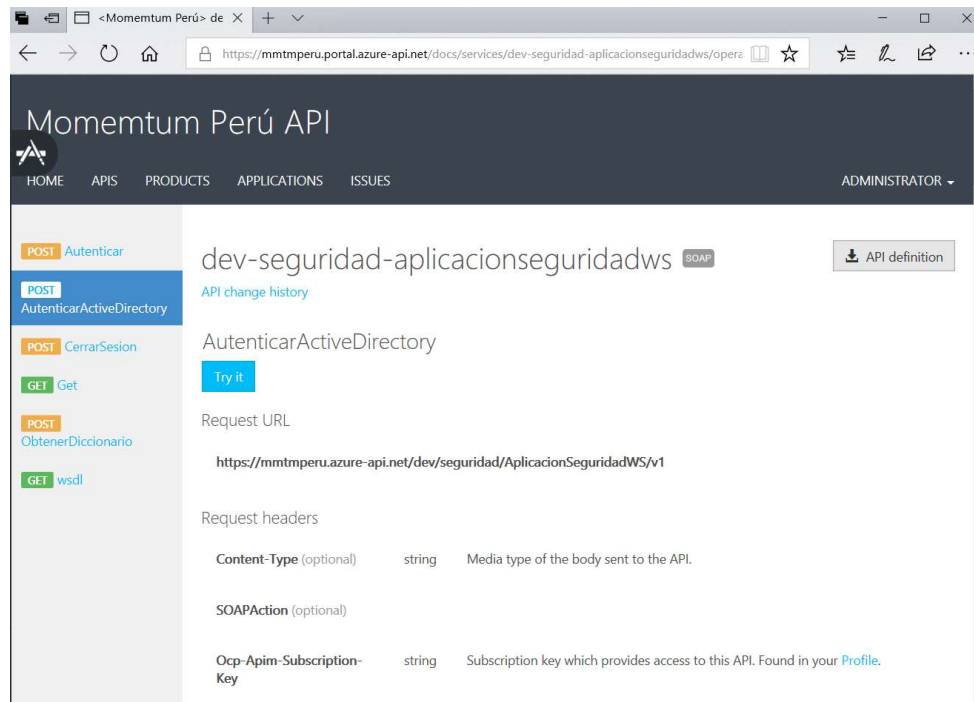 <Momemtum Perú> de
https://mmtmperu.portal.azure-api.net/docs/services/dev-seguridad-aplicacionseguridadws/opera
Momemtum Perú API
HOME APIS PRODUCTS APPLICATIONS ISSUES ADMINISTRATOR
POST Autenticar
POST
AutenticarActiveDirectory
POST CerrarSesion
GET Get
POST
ObtenerDiccionario
GET wsdl
dev-seguridad-aplicacionseguridadws SOAP
API definition
API change history
AutenticarActiveDirectory
Try it
Request URL
https://mmtmperu.azure-api.net/dev/seguridad/AplicacionSeguridadWS/v1
Request headers
Content-Type (optional) string Media type of the body sent to the API.
SOAPAction (optional)
Ocp-Apim-Subscription- string Subscription key which provides access to this API. Found in your Profile.
Key